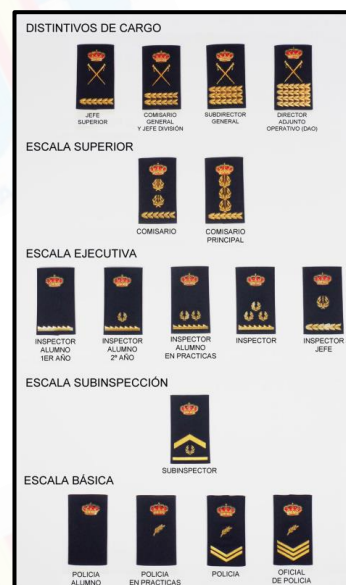 DISTINTIVOS DE CARGO
JEFE
SUPERIOR
COMISARIO
GENERAL
Y JEFE DIVISIÓN
SUBDIRECTOR
GENERAL
DIRECTOR
ADJUNTO
OPERATIVO (DAO)
ESCALA SUPERIOR
COMISARIO
COMISARIO
PRINCIPAL
ESCALA EJECUTIVA
INSPECTOR
ALUMNO
1ER AÑO
INSPECTOR
ALUMNO
2º AÑO
INSPECTOR
ALUMNO
EN PRACTICAS
INSPECTOR
INSPECTOR
JEFE
ESCALA SUBINSPECCIÓN
SUBINSPECTOR
ESCALA BÁSICA
POLICIA
ALUMNO
POLICIA
EN PRACTICAS
POLICIA
OFICIAL
DE POLICIA